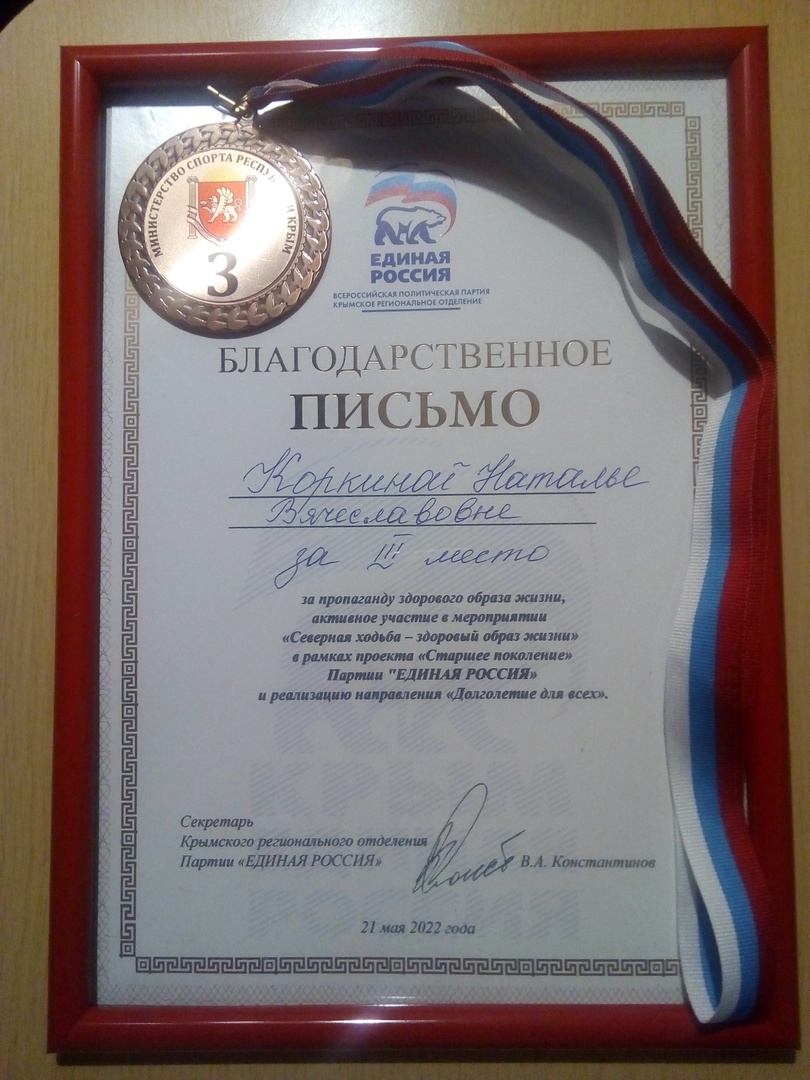 МИНИСТЕРСТВО СПОРТА КРЫМ
3
ЕДИНАЯ
РОССИЯ
ВСЕРОССИЙСКАЯ ПОЛИТИЧЕСКАЯ ПАРТИЯ
КРЫМСКОЕ РЕГИОНАЛЬНОЕ ОТДЕЛЕНИЕ
БЛАГОДАРСТВЕННОЕ
ПИСЬМО
Коркиной Наталье
Вячеславовне
за III место
за пропаганду здорового образа жизни,
активное участие в мероприятии
«Северная ходьба – здоровый образ жизни»
в рамках проекта «Старшее поколение»
Партии "ЕДИНАЯ РОССИЯ»
и реализацию направления «Долголетие для всех».
КРЫМ
РОССИЯ
Секретарь
Крымского регионального отделения
Партии «ЕДИНАЯ РОССИЯ» В.А. Константинов
21 мая 2022 года